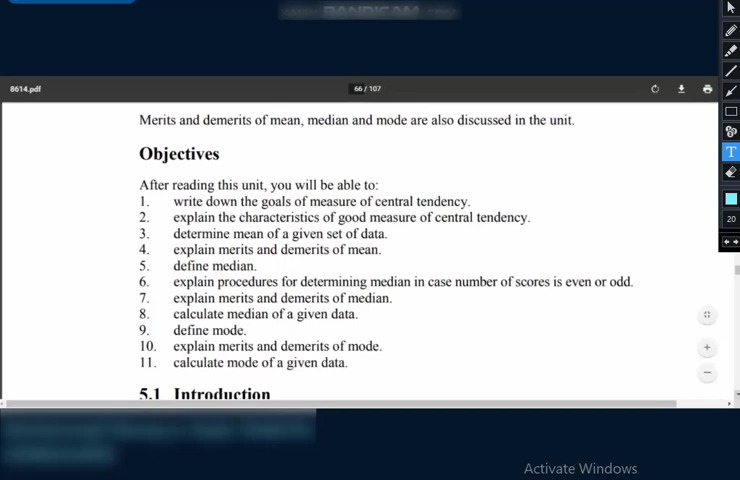 BANDICAM
8614.pdf
66 / 107
Merits and demerits of mean, median and mode are also discussed in the unit.
Objectives
After reading this unit, you will be able to:
1. write down the goals of measure of central tendency.
2. explain the characteristics of good measure of central tendency.
3. determine mean of a given set of data.
4. explain merits and demerits of mean.
5. define median.
6. explain procedures for determining median in case number of scores is even or odd.
7. explain merits and demerits of median.
8. calculate median of a given data.
9. define mode.
10. explain merits and demerits of mode.
11. calculate mode of a given data.
5.1 Introduction
T
20
Activate Windows